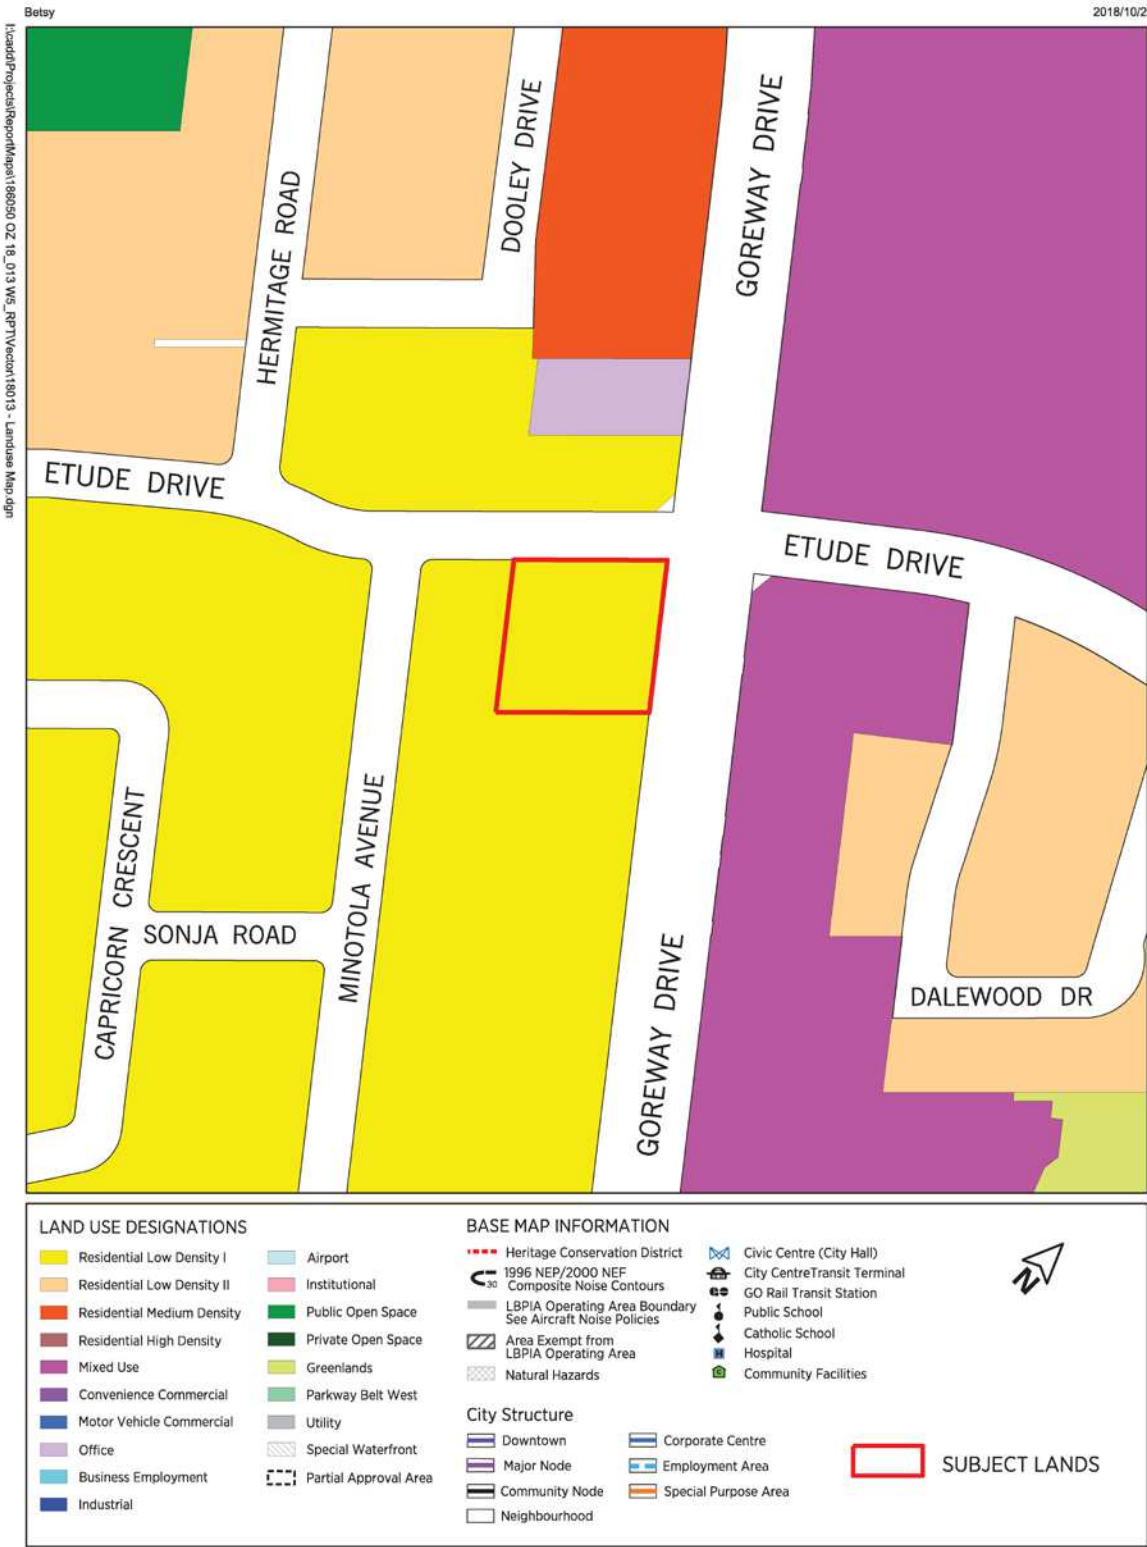 Betsy
2018/10/2
I:\cadd\Projects\ReportMaps\186050 OZ 18_013 W5_RPT\Vector\18013 - Landuse Map.dgn
DOOLEY DRIVE
GOREWAY DRIVE
HERMITAGE ROAD
ETUDE DRIVE
ETUDE DRIVE
CAPRICORN CRESCENT
MINOTOLA AVENUE
SONJA ROAD
GOREWAY DRIVE
DALEWOOD DR
LAND USE DESIGNATIONS
Residential Low Density I
Residential Low Density II
Residential Medium Density
Residential High Density
Mixed Use
Convenience Commercial
Motor Vehicle Commercial
Office
Business Employment
Industrial
Airport
Institutional
Public Open Space
Private Open Space
Greenlands
Parkway Belt West
Utility
Special Waterfront
Partial Approval Area
BASE MAP INFORMATION
Heritage Conservation District
30
1996 NEP/2000 NEF
Composite Noise Contours
LBPIA Operating Area Boundary
See Aircraft Noise Policies
Area Exempt from
LBPIA Operating Area
Natural Hazards
Civic Centre (City Hall)
City CentreTransit Terminal
GO Rail Transit Station
Public School
Catholic School
H
Hospital
Community Facilities
City Structure
Downtown
Major Node
Community Node
Neighbourhood
Corporate Centre
Employment Area
Special Purpose Area
N
SUBJECT LANDS